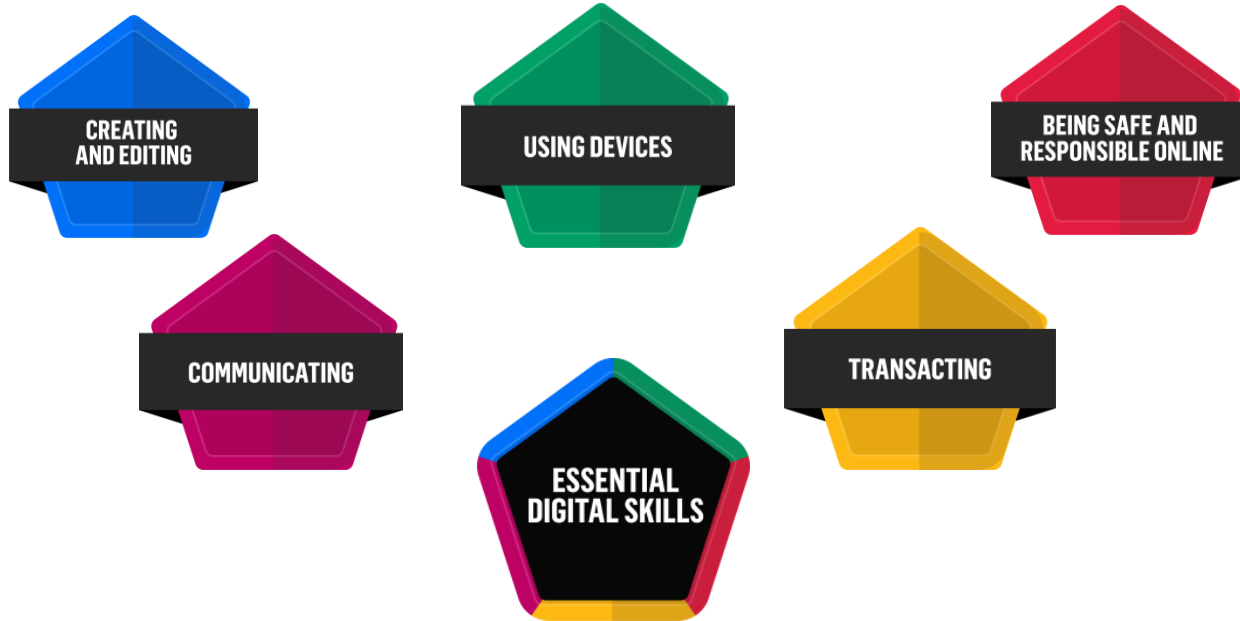 CREATING
AND EDITING
USING DEVICES
BEING SAFE AND
RESPONSIBLE ONLINE
COMMUNICATING
TRANSACTING
ESSENTIAL
DIGITAL SKILLS